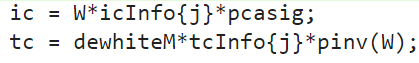 ic = W*icInfo{j}*pcasig;
tc = dewhiteM*tcInfo{j}*pinv(W);